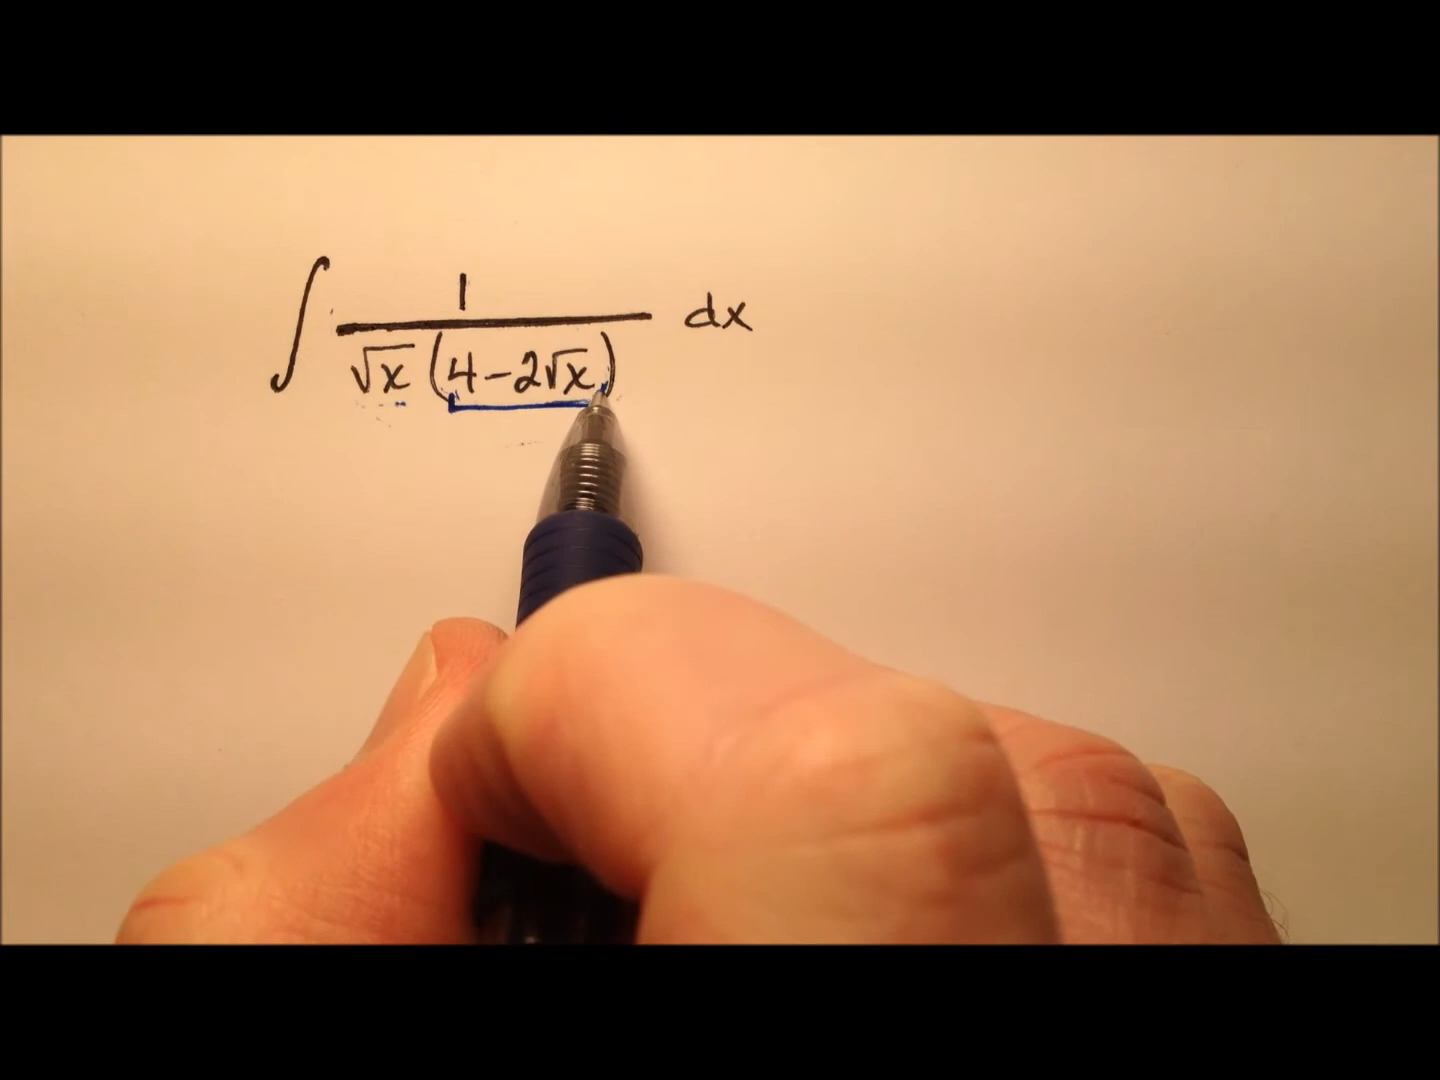 ∫ 1 / √x (4-2√x) dx